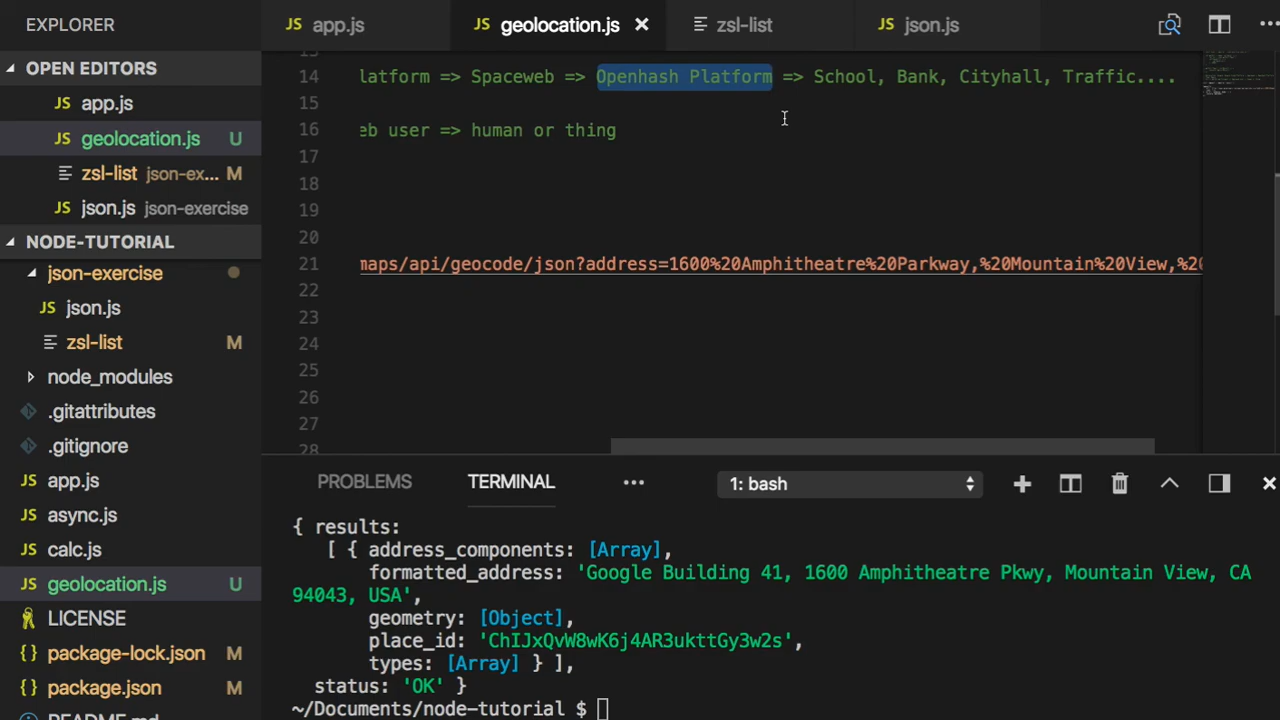 EXPLORER
JS app.js
JS geolocation.js
zsl-list
JS json.js
OPEN EDITORS
JS app.js
JS geolocation.js U
zsl-list json-ex... M
JS json.js json-exercise
NODE-TUTORIAL
json-exercise
JS json.js
zsl-list M
node_modules
.gitattributes
.gitignore
JS app.js
JS async.js
JS calc.js
JS geolocation.js U
LICENSE
{} package-lock.json M
{} package.json M
README.md
14 latform => Spaceweb => Openhash Platform => School, Bank, Cityhall, Traffic....
15
16 eb user => human or thing
17
18
19
20
21 maps/api/geocode/json?address=1600%20Amphitheatre%20Parkway,%20Mountain%20View,%20
22
23
24
25
26
27
28
PROBLEMS TERMINAL ... 1: bash
{ results:
[ { address_components: [Array],
formatted_address: 'Google Building 41, 1600 Amphitheatre Pkwy, Mountain View, CA
94043, USA',
geometry: [Object],
place_id: 'ChIJxQvW8wK6j4AR3ukttGy3w2s',
types: [Array] } ],
status: 'OK' }
~/Documents/node-tutorial $